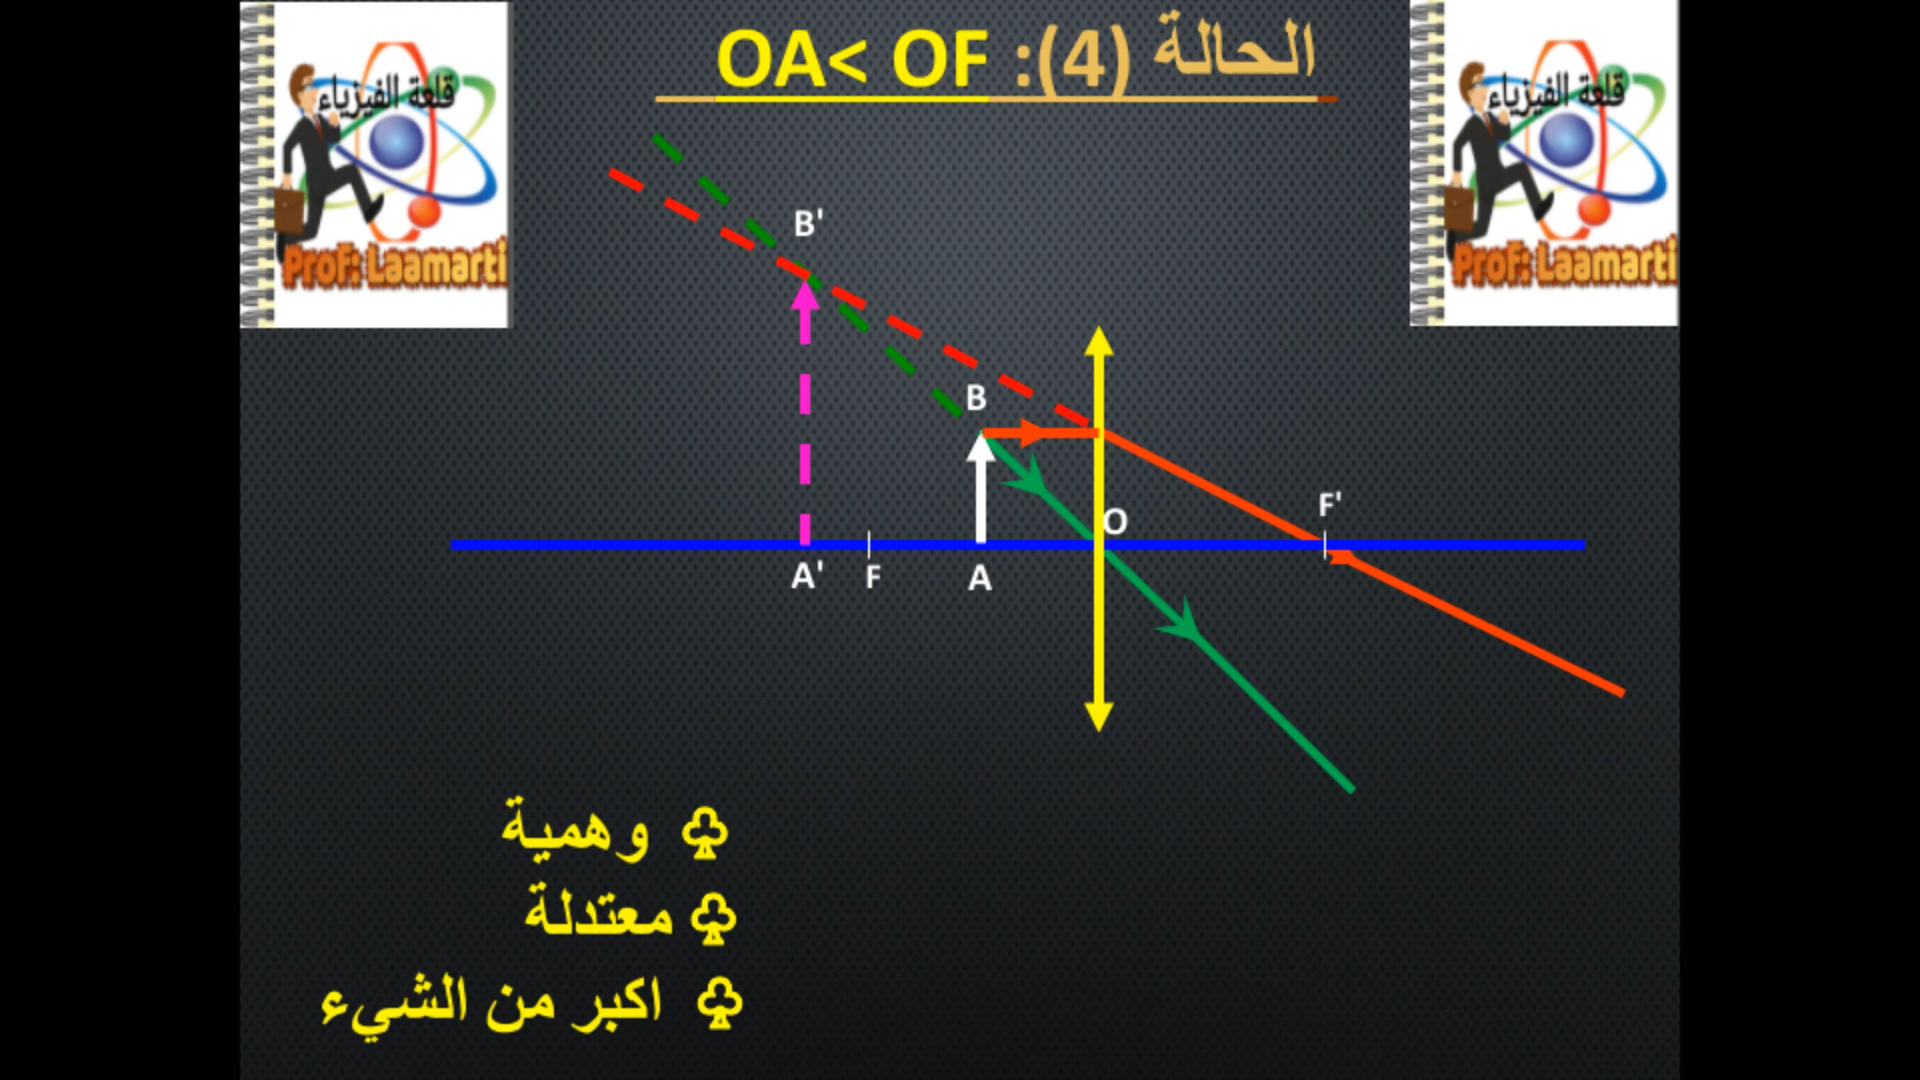 الحالة (4): OA< OF
قلعة الفيزياء
Prof: Laamarti
قلعة الفيزياء
Prof: Laamarti
B'
B
O
F'
A'
F
A
♧ وهمية
♧ معتدلة
♧ اكبر من الشيء